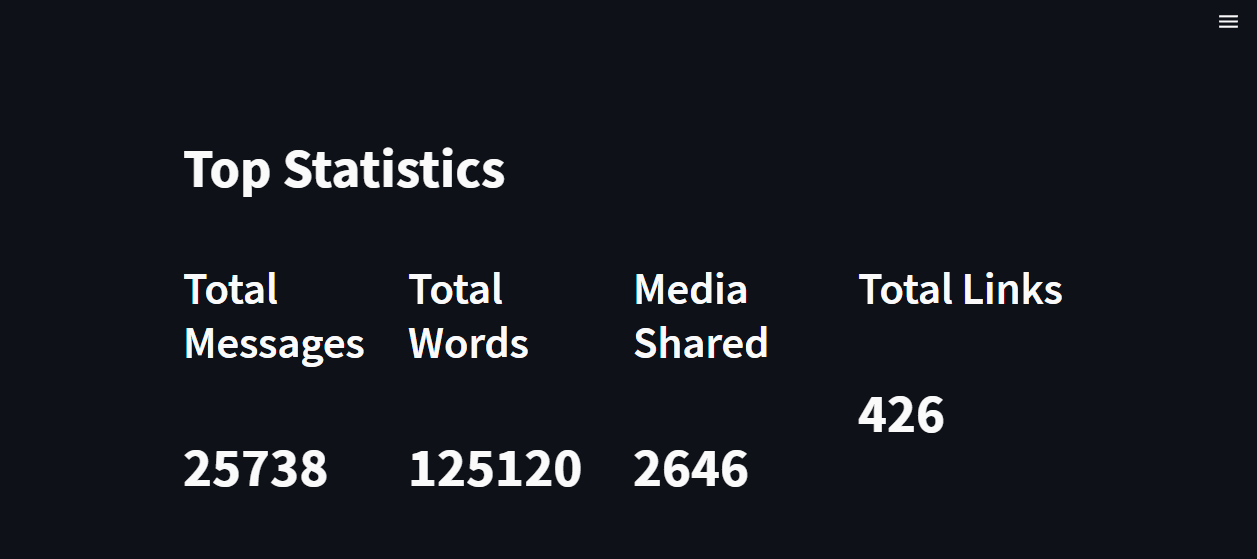 Top Statistics
Total
Messages
25738
Total
Words
125120
Media
Shared
2646
Total Links
426